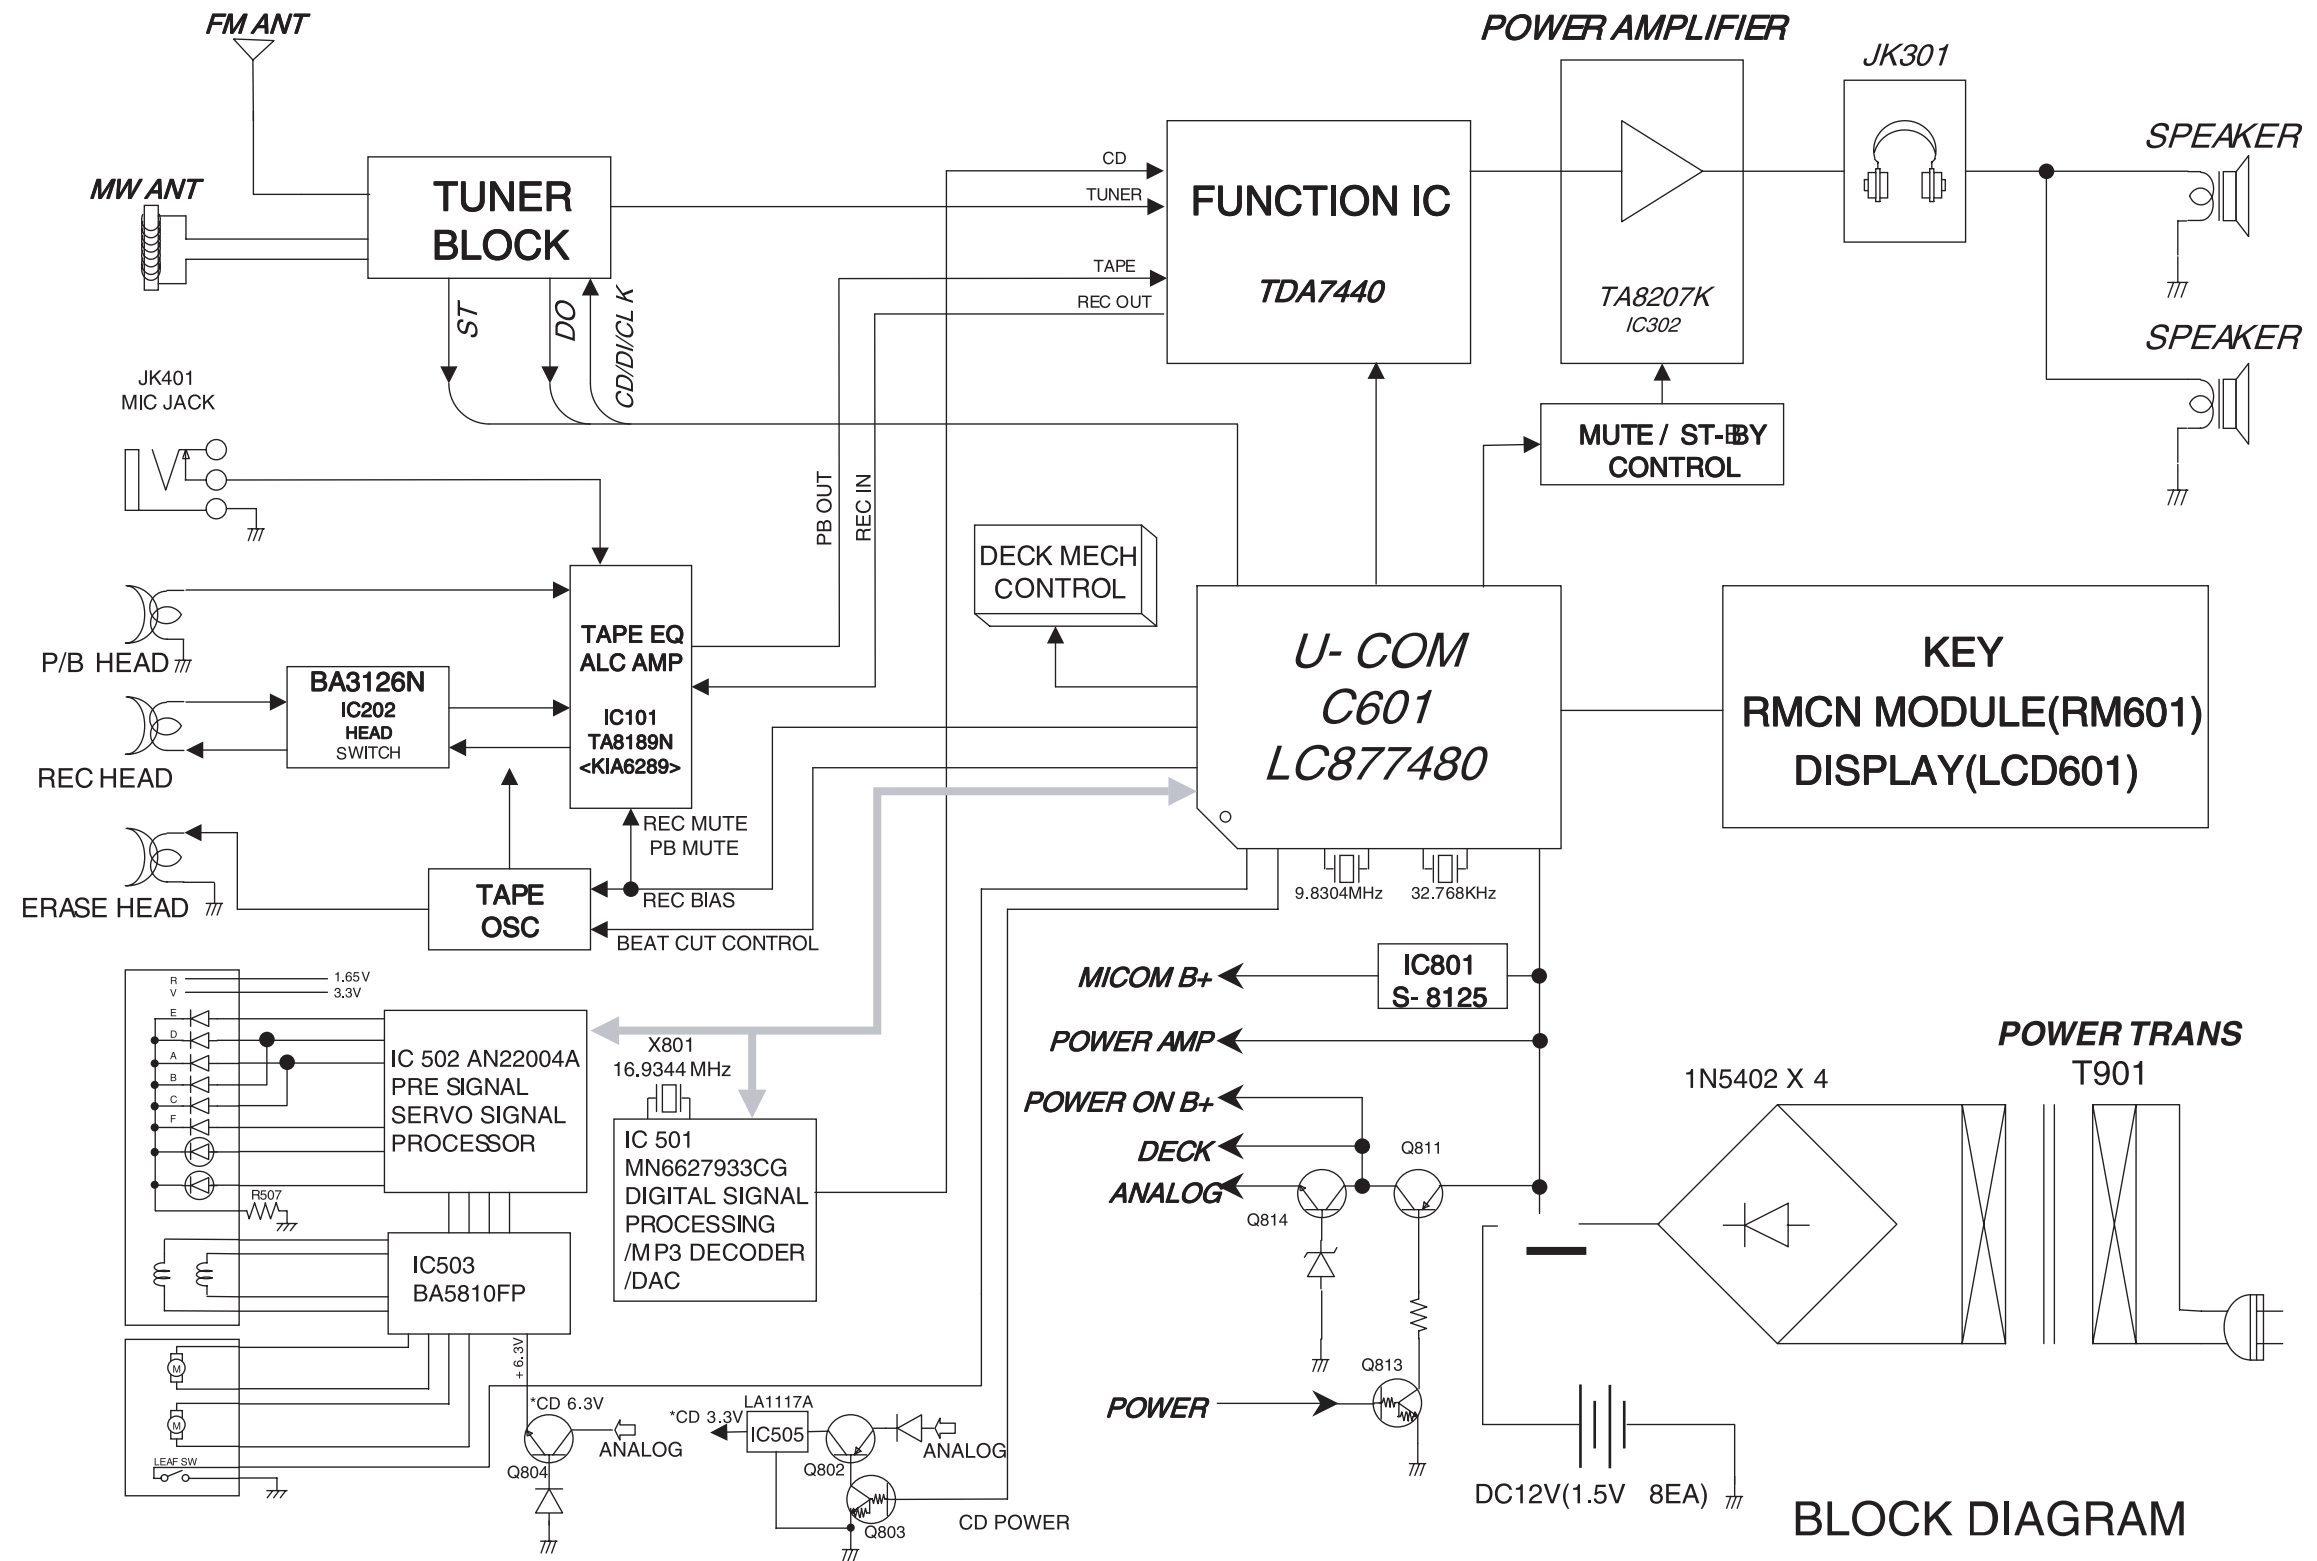 FM ANT
POWER AMPLIFIER
JK301
SPEAKER
MW ANT
TUNER
BLOCK
CD
TUNER
TAPE
REC OUT
FUNCTION IC
TDA7440
TA8207K
IC302
SPEAKER
ST
DO
CD/DI/CL K
JK401
MIC JACK
MUTE / ST-BY
CONTROL
PB OUT
REC IN
DECK MECH
CONTROL
P/B HEAD
TAPE EQ
ALC AMP
IC101
TA8189N
<KIA6289>
BA3126N
IC202
HEAD
SWITCH
REC HEAD
U- COM
C601
LC877480
KEY
RMCN MODULE(RM601)
DISPLAY(LCD601)
REC MUTE
PB MUTE
ERASE HEAD
TAPE
OSC
REC BIAS
BEAT CUT CONTROL
9.8304MHz
32.768KHz
R
1.65V
V
3.3V
E
D
A
B
C
F
R507
IC 502 AN22004A
PRE SIGNAL
SERVO SIGNAL
PROCESSOR
X801
16.9344 MHz
IC 501
MN6627933CG
DIGITAL SIGNAL
PROCESSING
/MP3 DECODER
/DAC
MICOM B+
IC801
S- 8125
POWER AMP
POWER ON B+
DECK
ANALOG
Q811
Q814
1N5402 X 4
POWER TRANS
T901
IC503
BA5810FP
M
M
LEAF SW
+ 6.3V
*CD 6.3V
ANALOG
Q804
*CD 3.3V
LA1117A
IC505
ANALOG
Q802
Q803
CD POWER
POWER
Q813
DC12V(1.5V 8EA)
BLOCK DIAGRAM